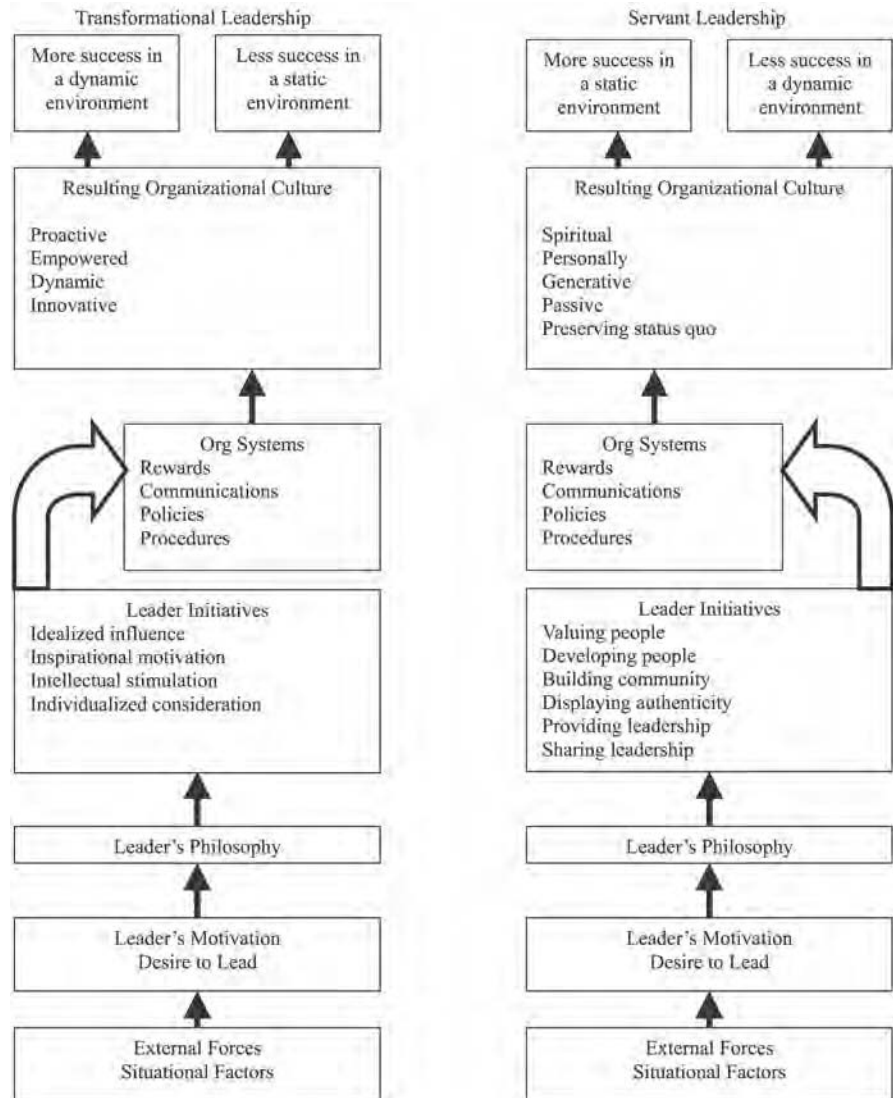 Transformational Leadership
More success in
a dynamic
environment
Less success in
a static
environment
Resulting Organizational Culture
Proactive
Empowered
Dynamic
Innovative
Org Systems
Rewards
Communications
Policies
Procedures
Leader Initiatives
Idealized influence
Inspirational motivation
Intellectual stimulation
Individualized consideration
Leader's Philosophy
Leader's Motivation
Desire to Lead
External Forces
Situational Factors
Servant Leadership
More success in
a static
environment
Less success in
a dynamic
environment
Resulting Organizational Culture
Spiritual
Personally
Generative
Passive
Preserving status quo
Org Systems
Rewards
Communications
Policies
Procedures
Leader Initiatives
Valuing people
Developing people
Building community
Displaying authenticity
Providing leadership
Sharing leadership
Leader's Philosophy
Leader's Motivation
Desire to Lead
External Forces
Situational Factors